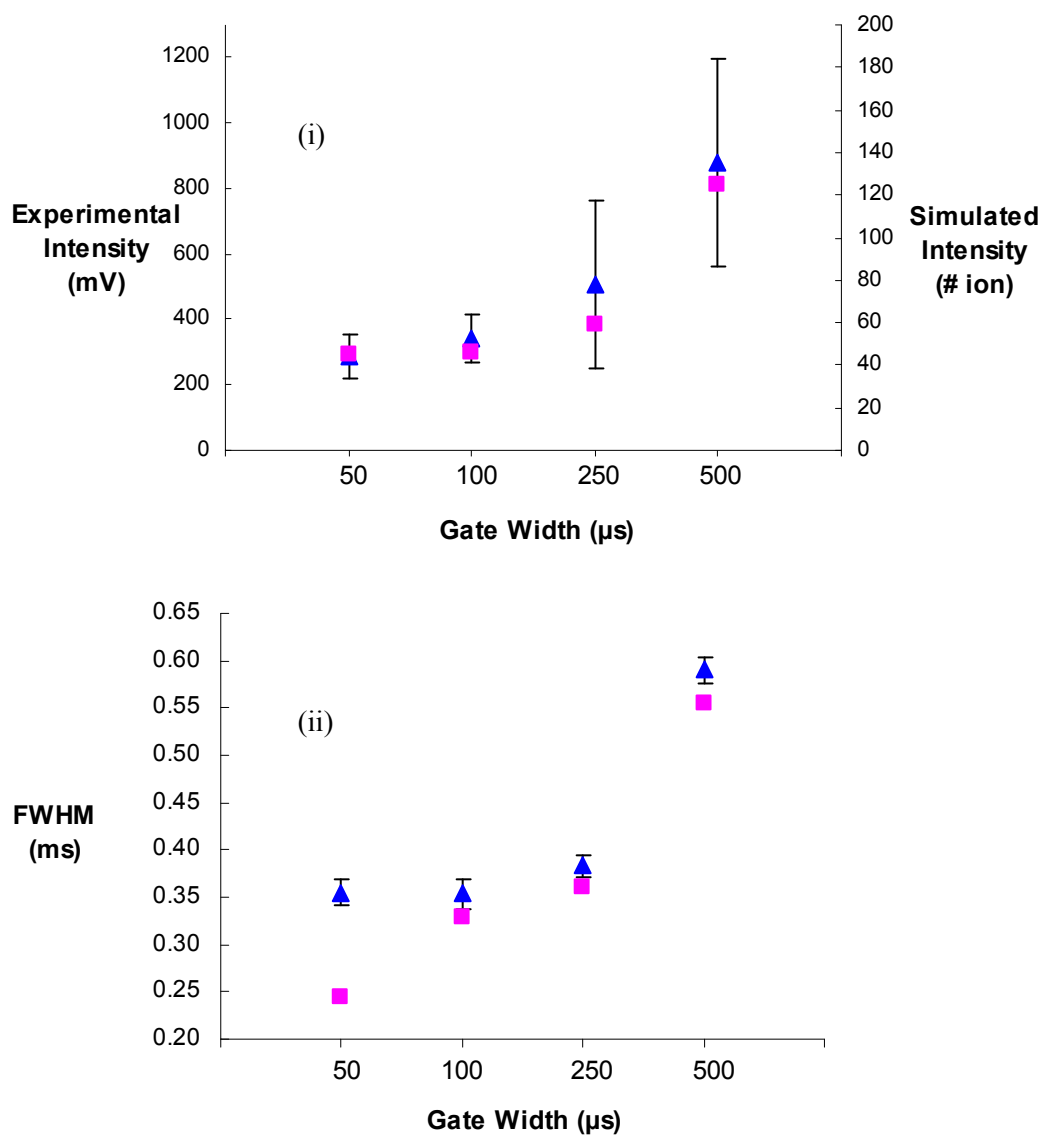 1200
1000
800
600
400
200
0
Experimental
Intensity
(mV)
(i)
200
180
160
140
120
100
80
60
40
20
0
Simulated
Intensity
(# ion)
50 100 250 500
Gate Width (µs)
0.65
0.60
0.55
0.50
0.45
0.40
0.35
0.30
0.25
0.20
FWHM
(ms)
(ii)
50 100 250 500
Gate Width (µs)